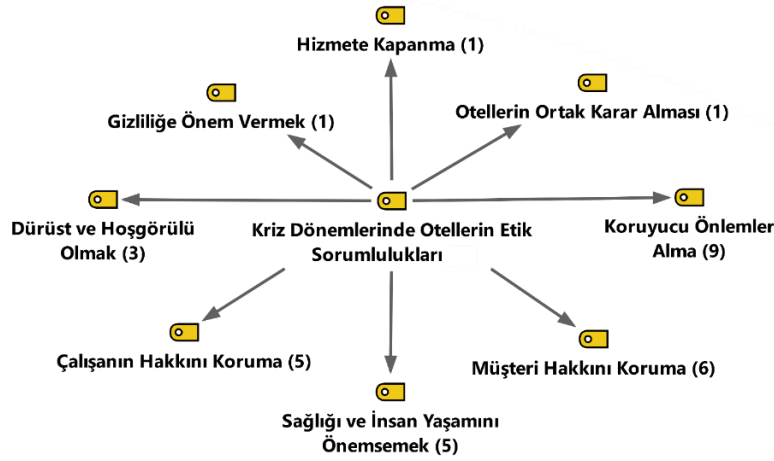 Hizmete Kapanma (1)
Gizliliğe Önem Vermek (1)
Otellerin Ortak Karar Alması (1)
Dürüst ve Hoşgörülü
Olmak (3)
Kriz Dönemlerinde Otellerin Etik
Sorumlulukları
Koruyucu Önlemler
Alma (9)
Çalışanın Hakkını Koruma (5)
Müşteri Hakkını Koruma (6)
Sağlığı ve İnsan Yaşamını
Önemsemek (5)